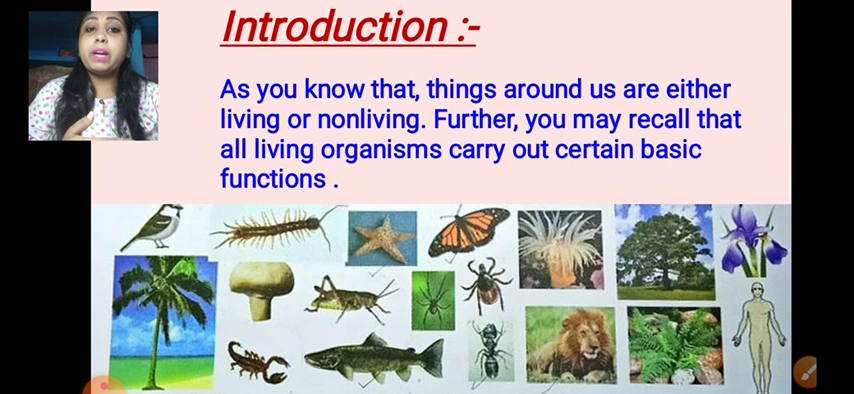 Introduction :-
As you know that, things around us are either
living or nonliving. Further, you may recall that
all living organisms carry out certain basic
functions .